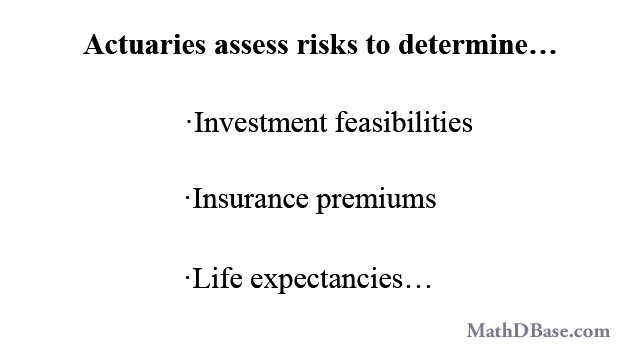 Actuaries assess risks to determine…
·Investment feasibilities
·Insurance premiums
·Life expectancies…
MathDBase.com